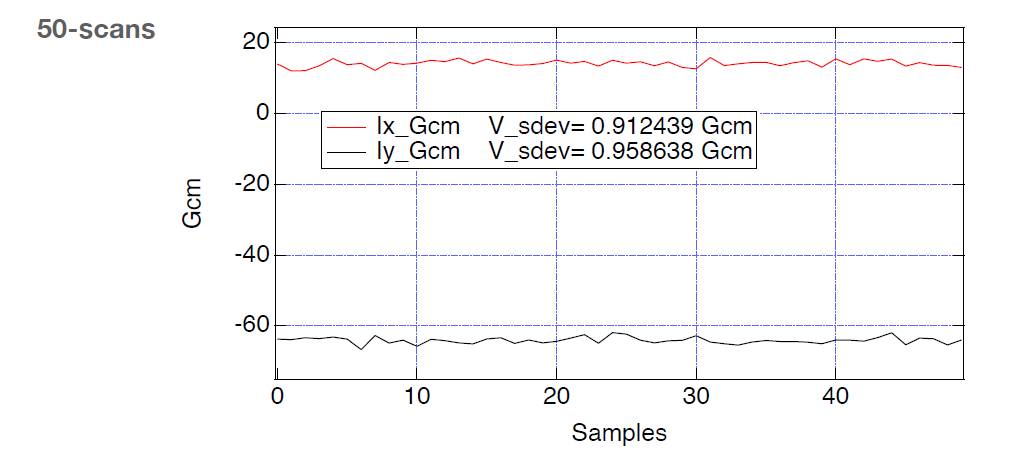 50-scans
20
0
-20
-40
-60
Gcm
Ix_Gcm V_sdev= 0.912439 Gcm
Iy_Gcm V_sdev= 0.958638 Gcm
0 10 20 30 40
Samples